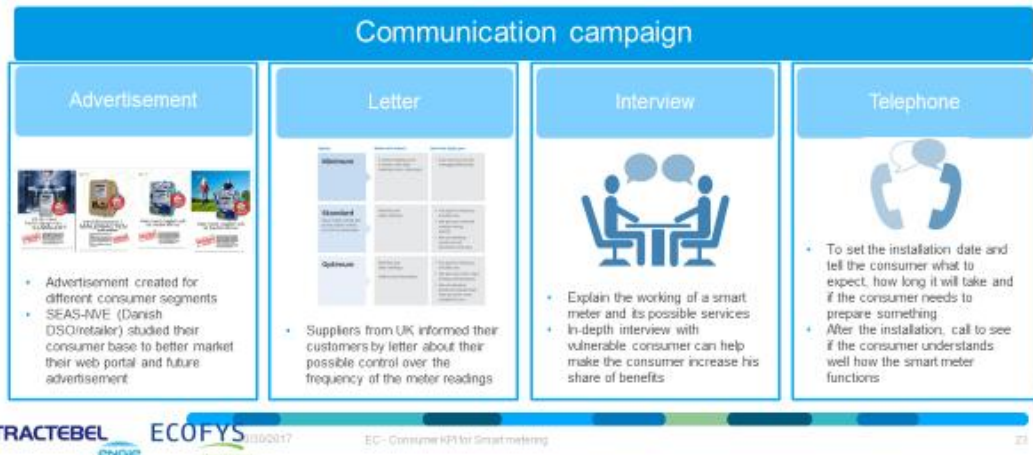 Communication campaign
Advertisement
Letter
Interview
Telephone
Minimum
Standard
Optimum
• Advertisement created for
different consumer segments
• SEAS-NVE (Danish
DSO/retailer) studied their
consumer base to better market
their web portal and future
advertisement
• Suppliers from UK informed their
customers by letter about their
possible control over the
frequency of the meter readings
• Explain the working of a smart
meter and its possible services
• In-depth interview with
vulnerable consumer can help
make the consumer increase his
share of benefits
• To set the installation date and
tell the consumer what to
expect, how long it will take and
if the consumer needs to
prepare something
• After the installation, call to see
if the consumer understands
well how the smart meter
functions
TRACTEBEL
ENGIE
ECOFYS
EC - Consumer KPI for Smart metering
23